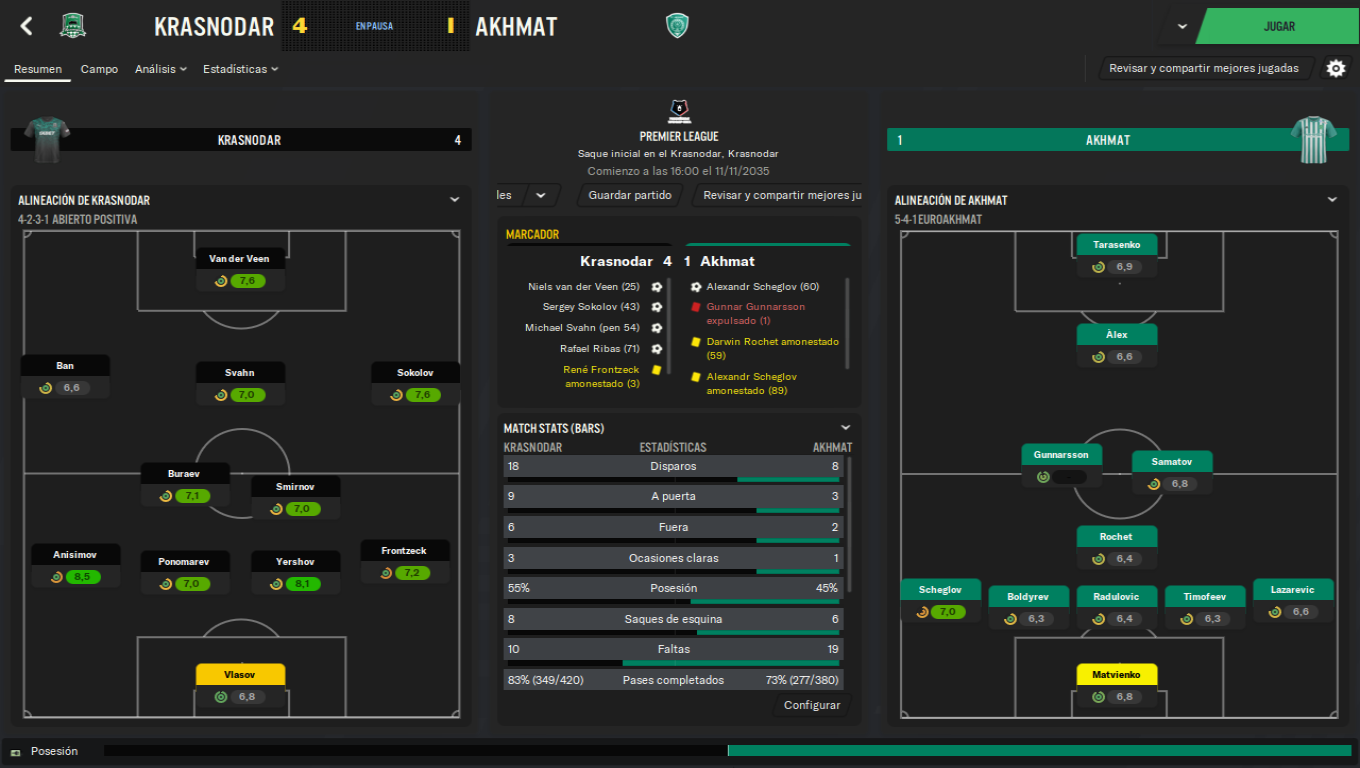 KRASNODAR 4 EN PAUSA 1 AKHMAT
JUGAR
Resumen Campo Análisis Estadísticas
Revisar y compartir mejores jugadas
KRASNODAR 4
ALINEACIÓN DE KRASNODAR
4-2-3-1 ABIERTO POSITIVA
Van der Veen
7,6
Ban
6,6
Svahn
7,0
Sokolov
7,6
Buraev
7,1
Smirnov
7,0
Anisimov
8,5
Ponomarev
7,0
Yershov
8,1
Frontzeck
7,2
Vlasov
6,8
PREMIER LEAGUE
Saque inicial en el Krasnodar, Krasnodar
Comienzo a las 16:00 el 11/11/2035
les
Guardar partido
Revisar y compartir mejores ju
MARCADOR
Krasnodar 4 1 Akhmat
Niels van der Veen (25)
Sergey Sokolov (43)
Michael Svahn (pen 54)
Rafael Ribas (71)
René Frontzeck
amonestado (3)
Alexandr Scheglov (60)
Gunnar Gunnarsson
expulsado (1)
Darwin Rochet amonestado
(59)
Alexandr Scheglov
amonestado (89)
MATCH STATS (BARS)
KRASNODAR ESTADÍSTICAS AKHMAT
18 Disparos 8
9 A puerta 3
6 Fuera 2
3 Ocasiones claras 1
55% Posesión 45%
8 Saques de esquina 6
10 Faltas 19
83% (349/420) Pases completados 73% (277/380)
Configurar
1 AKHMAT
ALINEACIÓN DE AKHMAT
5-4-1 EUROAKHMAT
Tarasenko
6,9
Àlex
6,6
Gunnarsson
-
Samatov
6,8
Rochet
6,4
Scheglov
7,0
Boldyrev
6,3
Radulovic
6,4
Timofeev
6,3
Lazarevic
6,6
Matvienko
6,8
Posesión